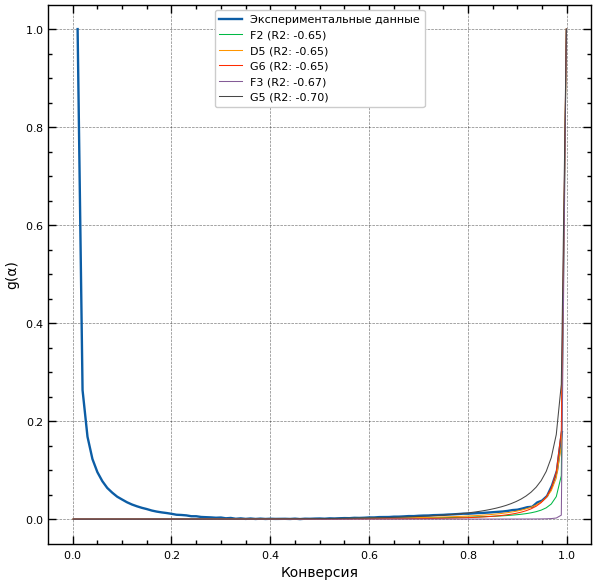 Экспериментальные данные
F2 (R2: -0.65)
D5 (R2: -0.65)
G6 (R2: -0.65)
F3 (R2: -0.67)
G5 (R2: -0.70)
1.0
0.8
0.6
0.4
0.2
0.0
g(α)
0.0 0.2 0.4 0.6 0.8 1.0
Конверсия